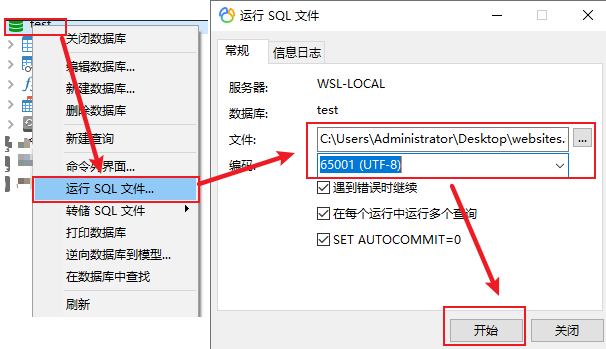 test
关闭数据库
编辑数据库...
新建数据库...
删除数据库
新建查询
命令列界面...
运行 SQL 文件...
转储 SQL 文件
打印数据库
逆向数据库到模型...
在数据库中查找
刷新
运行 SQL 文件
常规
信息日志
服务器:
WSL-LOCAL
数据库:
test
文件:
C:\Users\Administrator\Desktop\websites.
...
编码:
65001 (UTF-8)
遇到错误时继续
在每个运行中运行多个查询
SET AUTOCOMMIT=0
开始
关闭